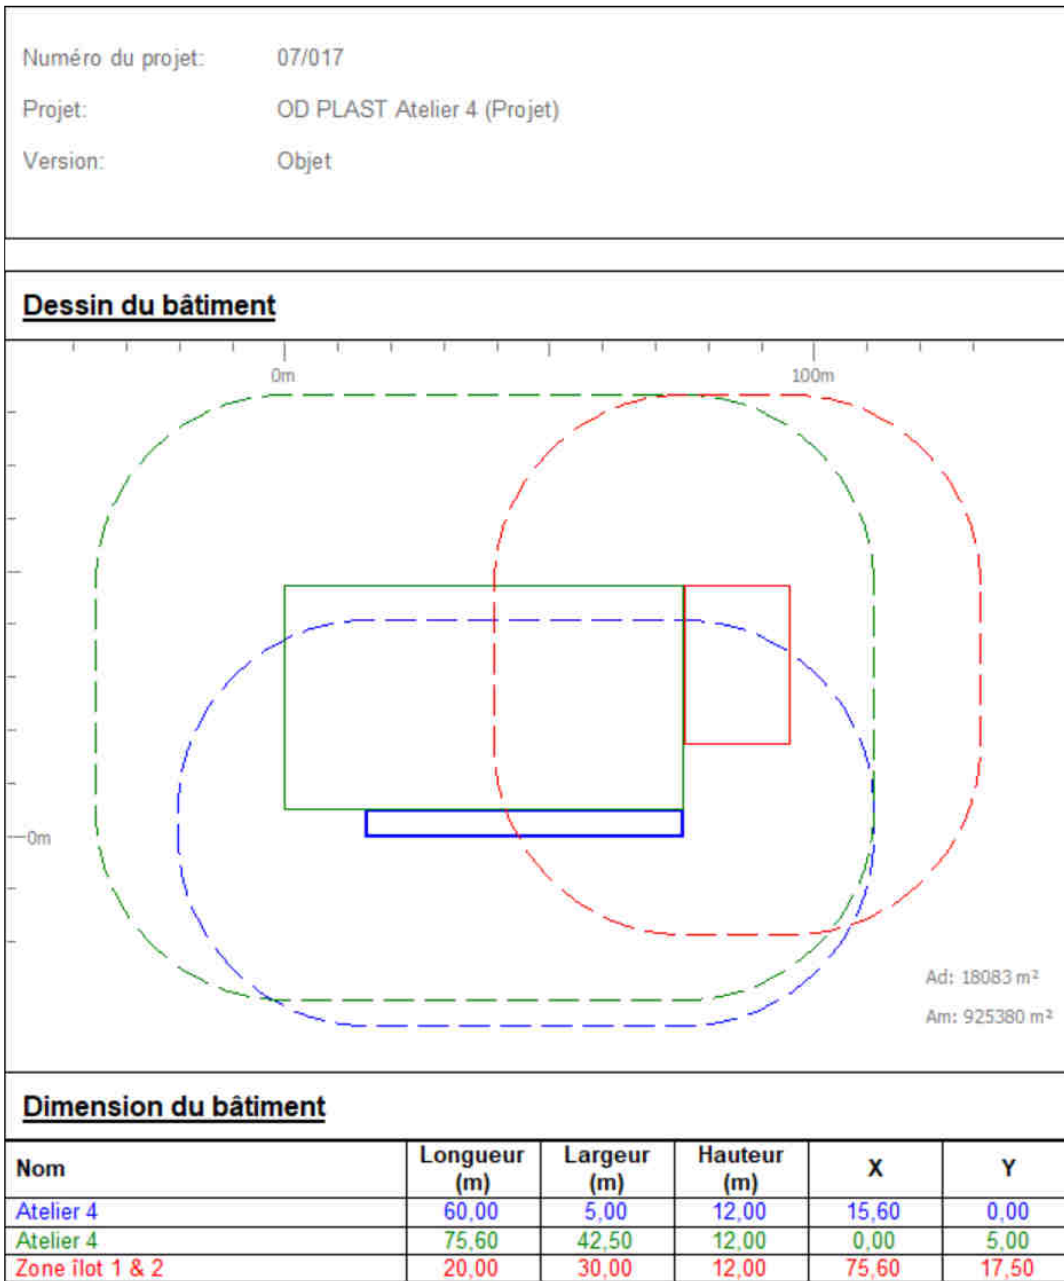 Numéro du projet: 07/017
Projet: OD PLAST Atelier 4 (Projet)
Version: Objet
Dessin du bâtiment
0m 100m
0m
Ad: 18083 m²
Am: 925380 m²
Dimension du bâtiment
Nom Longueur (m) Largeur (m) Hauteur (m) X Y
Atelier 4 60,00 5,00 12,00 15,60 0,00
Atelier 4 75,60 42,50 12,00 0,00 5,00
Zone îlot 1 & 2 20,00 30,00 12,00 75,60 17,50